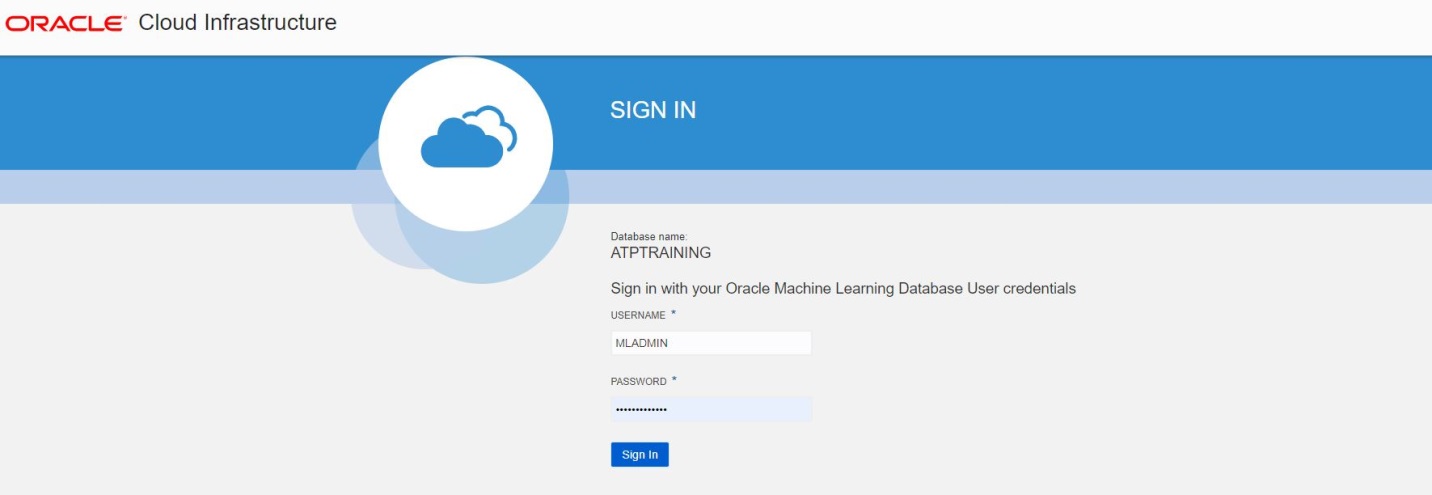 ORACLE Cloud Infrastructure
SIGN IN
Database name:
ATPTRAINING
Sign in with your Oracle Machine Learning Database User credentials
USERNAME *
MLADMIN
PASSWORD *
•••••••••••••
Sign In